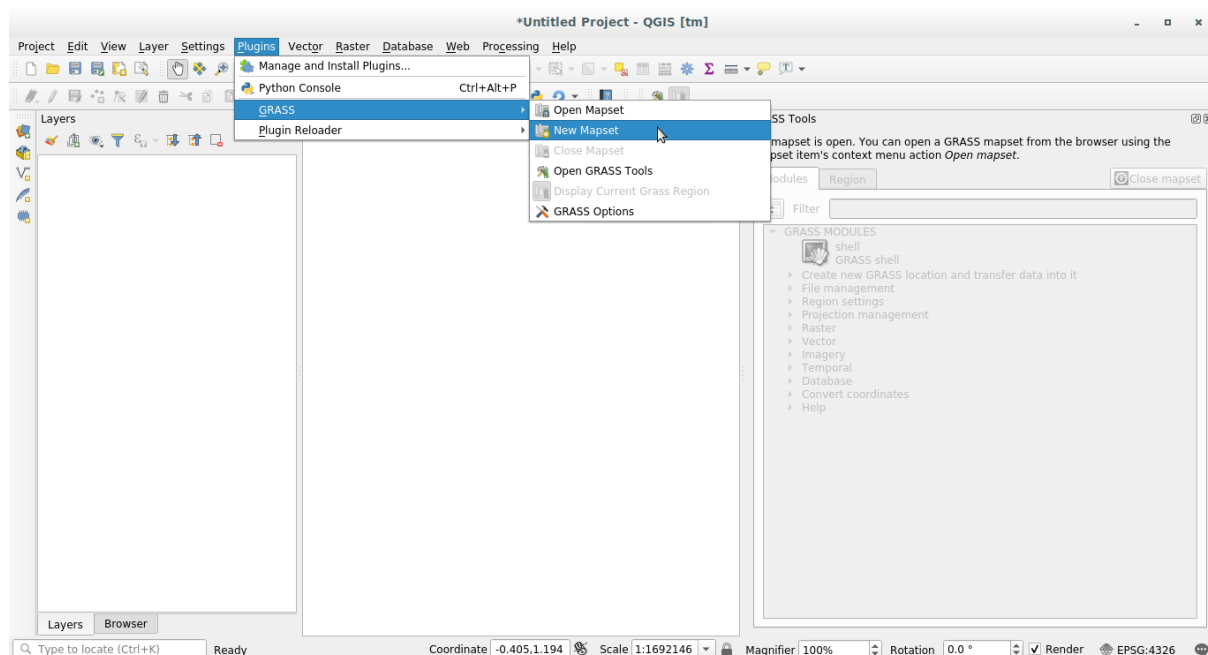 *Untitled Project - QGIS [tm]
Project Edit View Layer Settings Plugins Vector Raster Database Web Processing Help
Manage and Install Plugins...
Python Console Ctrl+Alt+P
GRASS
Plugin Reloader
Open Mapset
New Mapset
Close Mapset
Open GRASS Tools
Display Current Grass Region
GRASS Options
Layers
Tools
mapset is open. You can open a GRASS mapset from the browser using the
item's context menu action Open mapset.
Region
Close mapset
Filter
GRASS MODULES
shell
GRASS shell
Create new GRASS location and transfer data into it
File management
Region settings
Projection management
Raster
Vector
Imagery
Temporal
Database
Convert coordinates
Help
Layers Browser
Type to locate (Ctrl+K) Ready Coordinate -0.405,1.194 Scale 1:1692146 Magnifier 100% Rotation 0.0 ° Render EPSG:4326